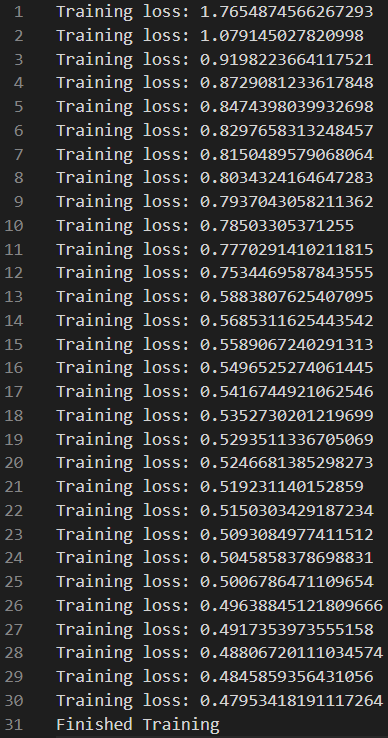 1 Training loss: 1.7654874566267293
2 Training loss: 1.079145027820998
3 Training loss: 0.9198223664117521
4 Training loss: 0.8729081233617848
5 Training loss: 0.8474398039932698
6 Training loss: 0.8297658313248457
7 Training loss: 0.8150489579068064
8 Training loss: 0.8034324164647283
9 Training loss: 0.7937043058211362
10 Training loss: 0.78503305371255
11 Training loss: 0.7770291410211815
12 Training loss: 0.7534469587843555
13 Training loss: 0.5883807625407095
14 Training loss: 0.5685311625443542
15 Training loss: 0.5589067240291313
16 Training loss: 0.5496525274061445
17 Training loss: 0.5416744921062546
18 Training loss: 0.5352730201219699
19 Training loss: 0.5293511336705069
20 Training loss: 0.5246681385298273
21 Training loss: 0.519231140152859
22 Training loss: 0.5150303429187234
23 Training loss: 0.5093084977411512
24 Training loss: 0.5045858378698831
25 Training loss: 0.5006786471109654
26 Training loss: 0.49638845121809666
27 Training loss: 0.4917353973555158
28 Training loss: 0.48806720111034574
29 Training loss: 0.4845859356431056
30 Training loss: 0.47953418191117264
31 Finished Training